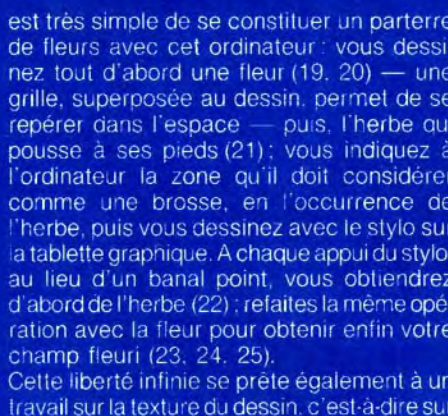 est très simple de se constituer un parterre
de fleurs avec cet ordinateur : vous dessi
nez tout d'abord une fleur (19. 20) — une
grille, superposée au dessin. permet de se
repérer dans l'espace — puis, l'herbe qui
pousse à ses pieds (21) ; vous indiquez à
l'ordinateur la zone qu'il doit considérer
comme une brosse, en l'occurrence de
l'herbe, puis vous dessinez avec le stylo sur
la tablette graphique. A chaque appui du stylo,
au lieu d'un banal point, vous obtiendrez
d'abord de l'herbe (22) ; refaites la même opé
ration avec la fleur pour obtenir enfin votre
champ fleuri (23. 24. 25).
Cette liberté infinie se prête également à un
travail sur la texture du dessin. c'est-à-dire sur